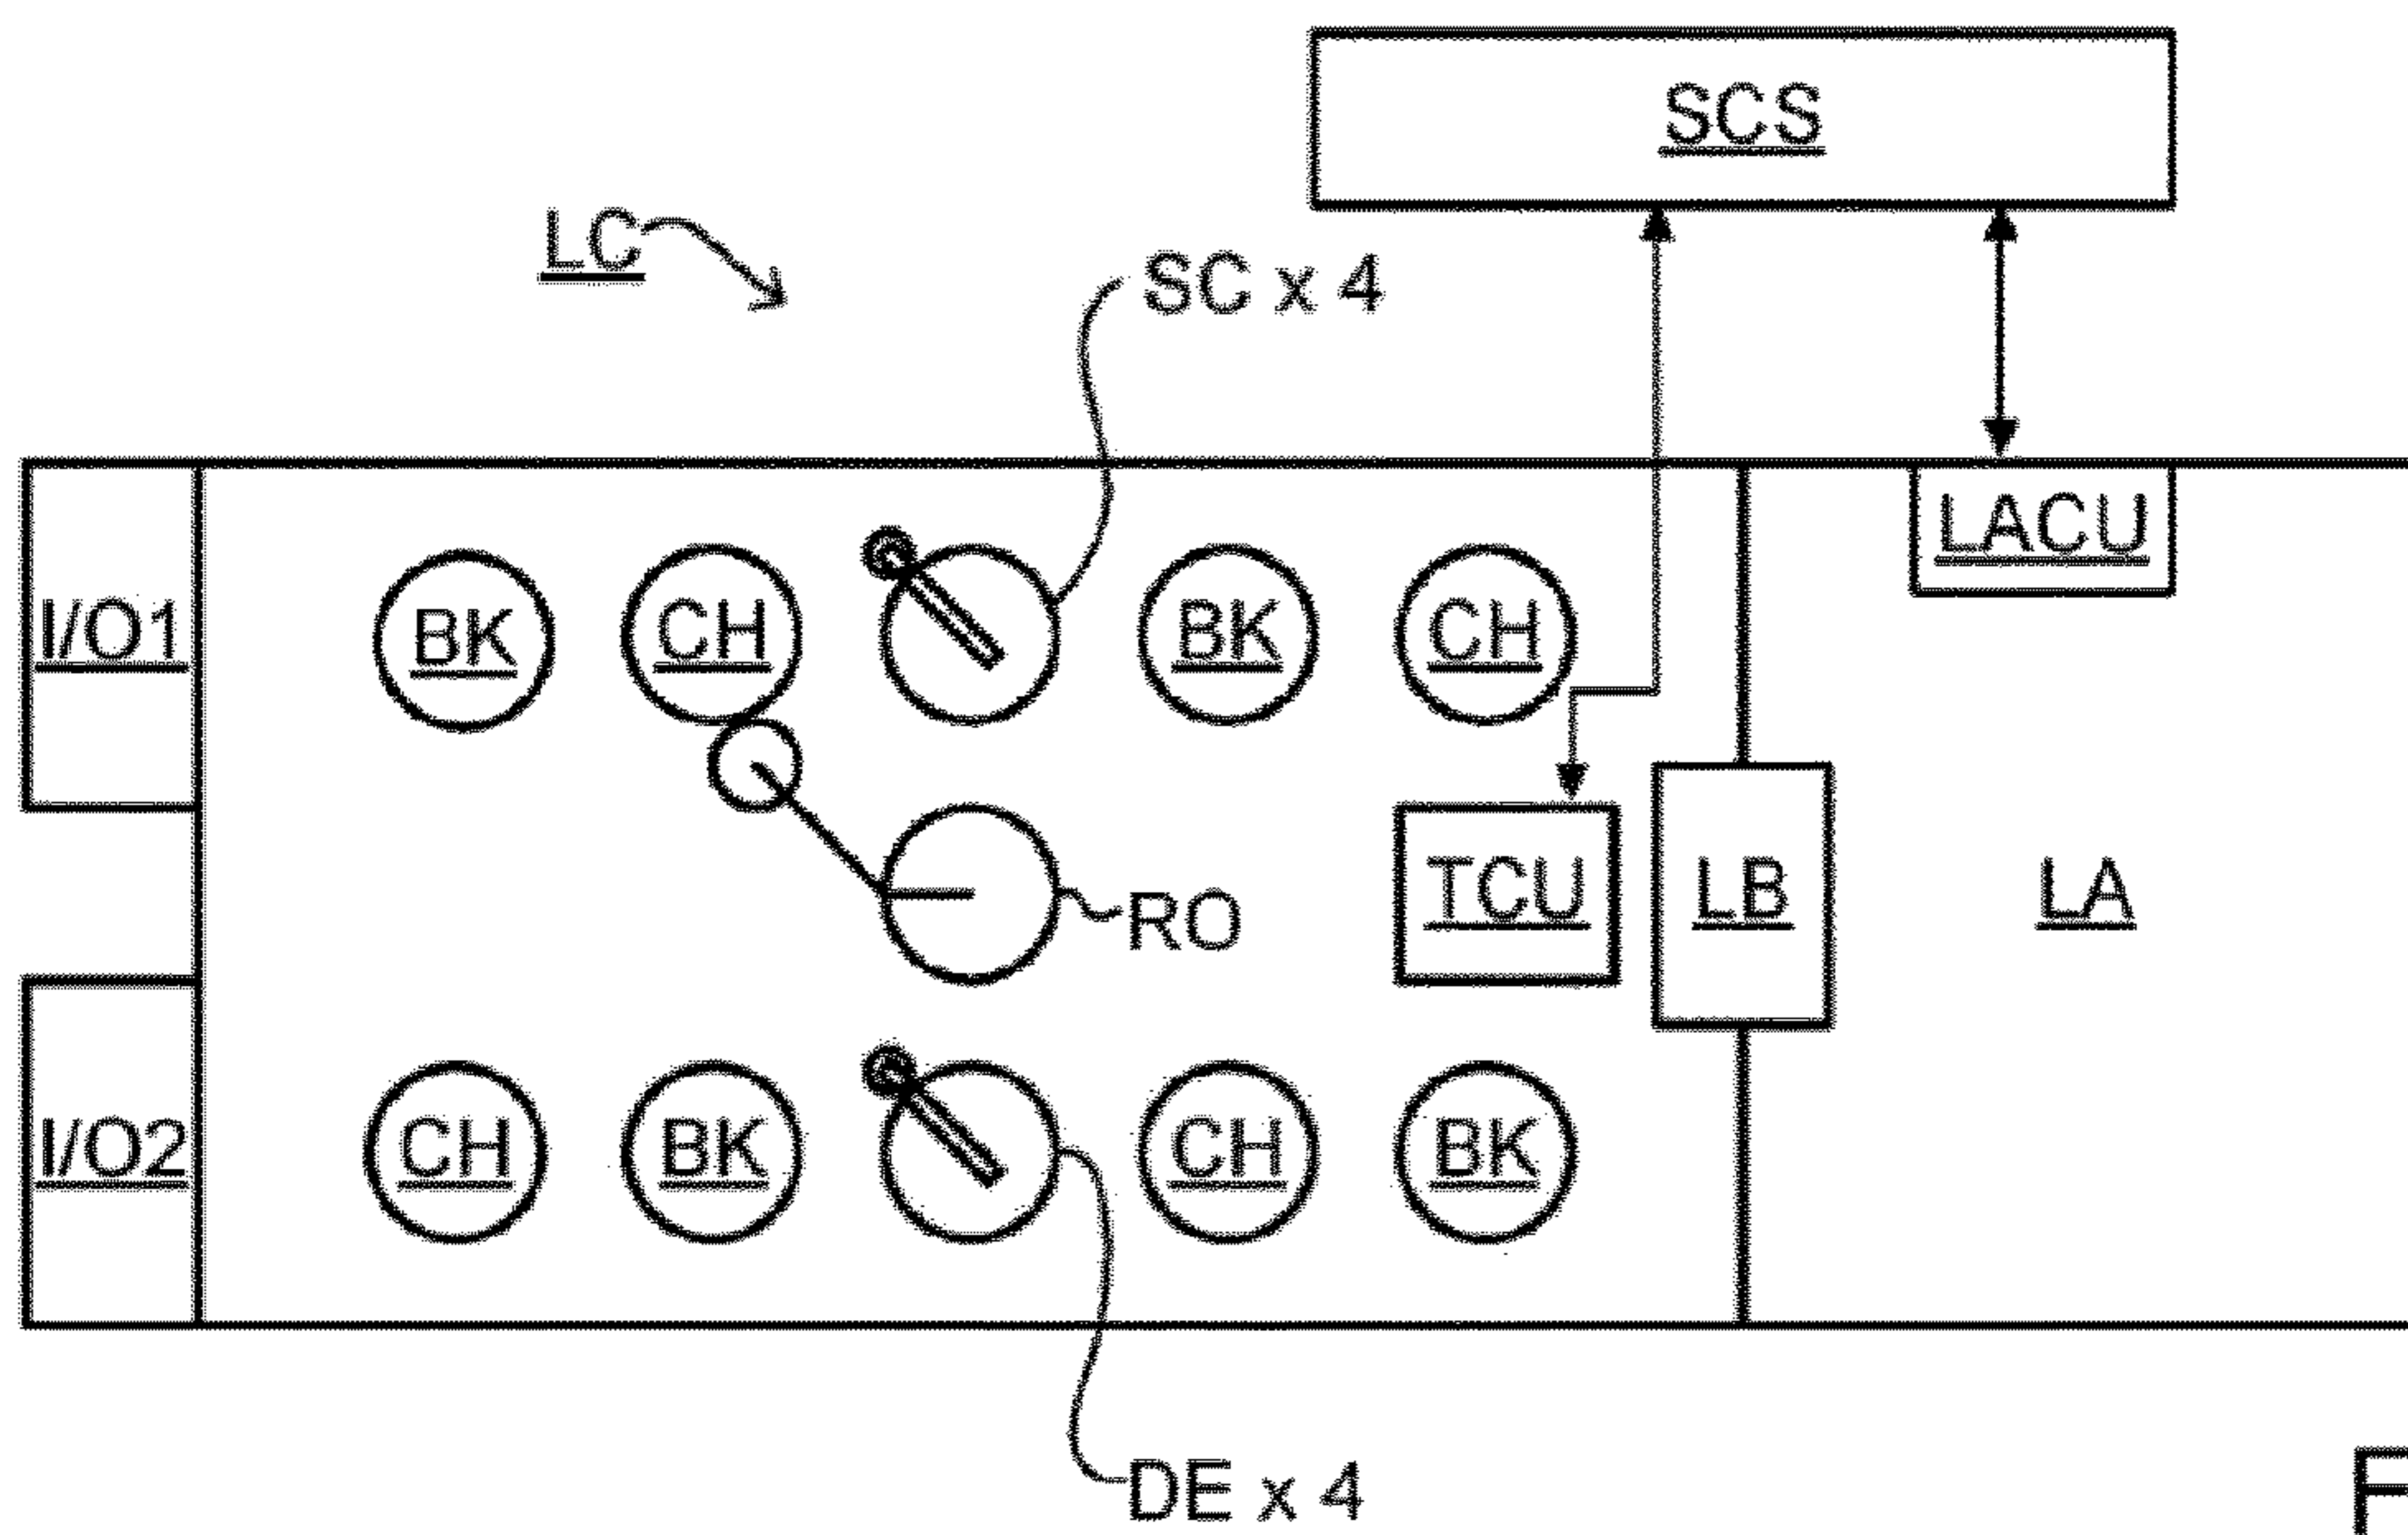 SCS
LC
SC x 4
LACU
I/O1
BK
CH
BK
CH
TCU
LB
LA
RO
I/O2
CH
BK
CH
BK
DE x 4